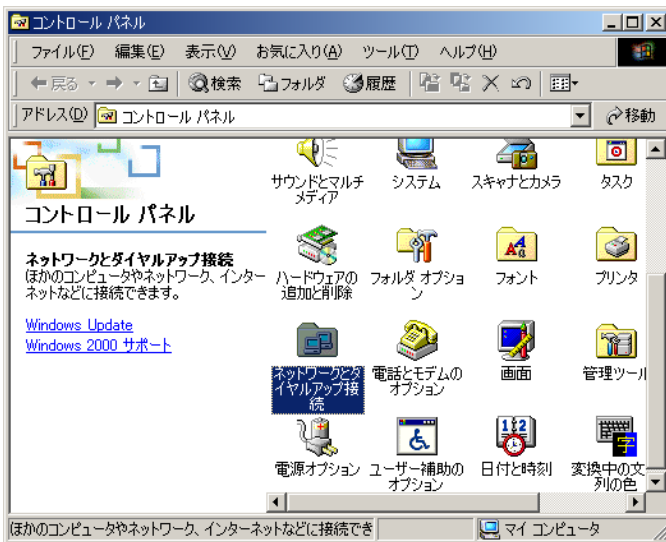 コントロール パネル
ファイル(F) 編集(E) 表示(V) お気に入り(A) ツール(T) ヘルプ(H)
戻る 検索 フォルダ 履歴
アドレス(D) コントロール パネル 移動
コントロール パネル
ネットワークとダイヤルアップ接続
ほかのコンピュータやネットワーク、インター
ネットなどに接続できます。
Windows Update
Windows 2000 サポート
サウンドとマルチ
メディア
システム
スキャナとカメラ
タスク
ハードウェアの
追加と削除
フォルダ オプショ
ン
フォント
プリンタ
ネットワークとダ
イヤルアップ接
続
電話とモデムの
オプション
画面
管理ツール
電源オプション
ユーザー補助の
オプション
日付と時刻
変換中の文
列の色
ほかのコンピュータやネットワーク、インターネットなどに接続でき
マイ コンピュータ